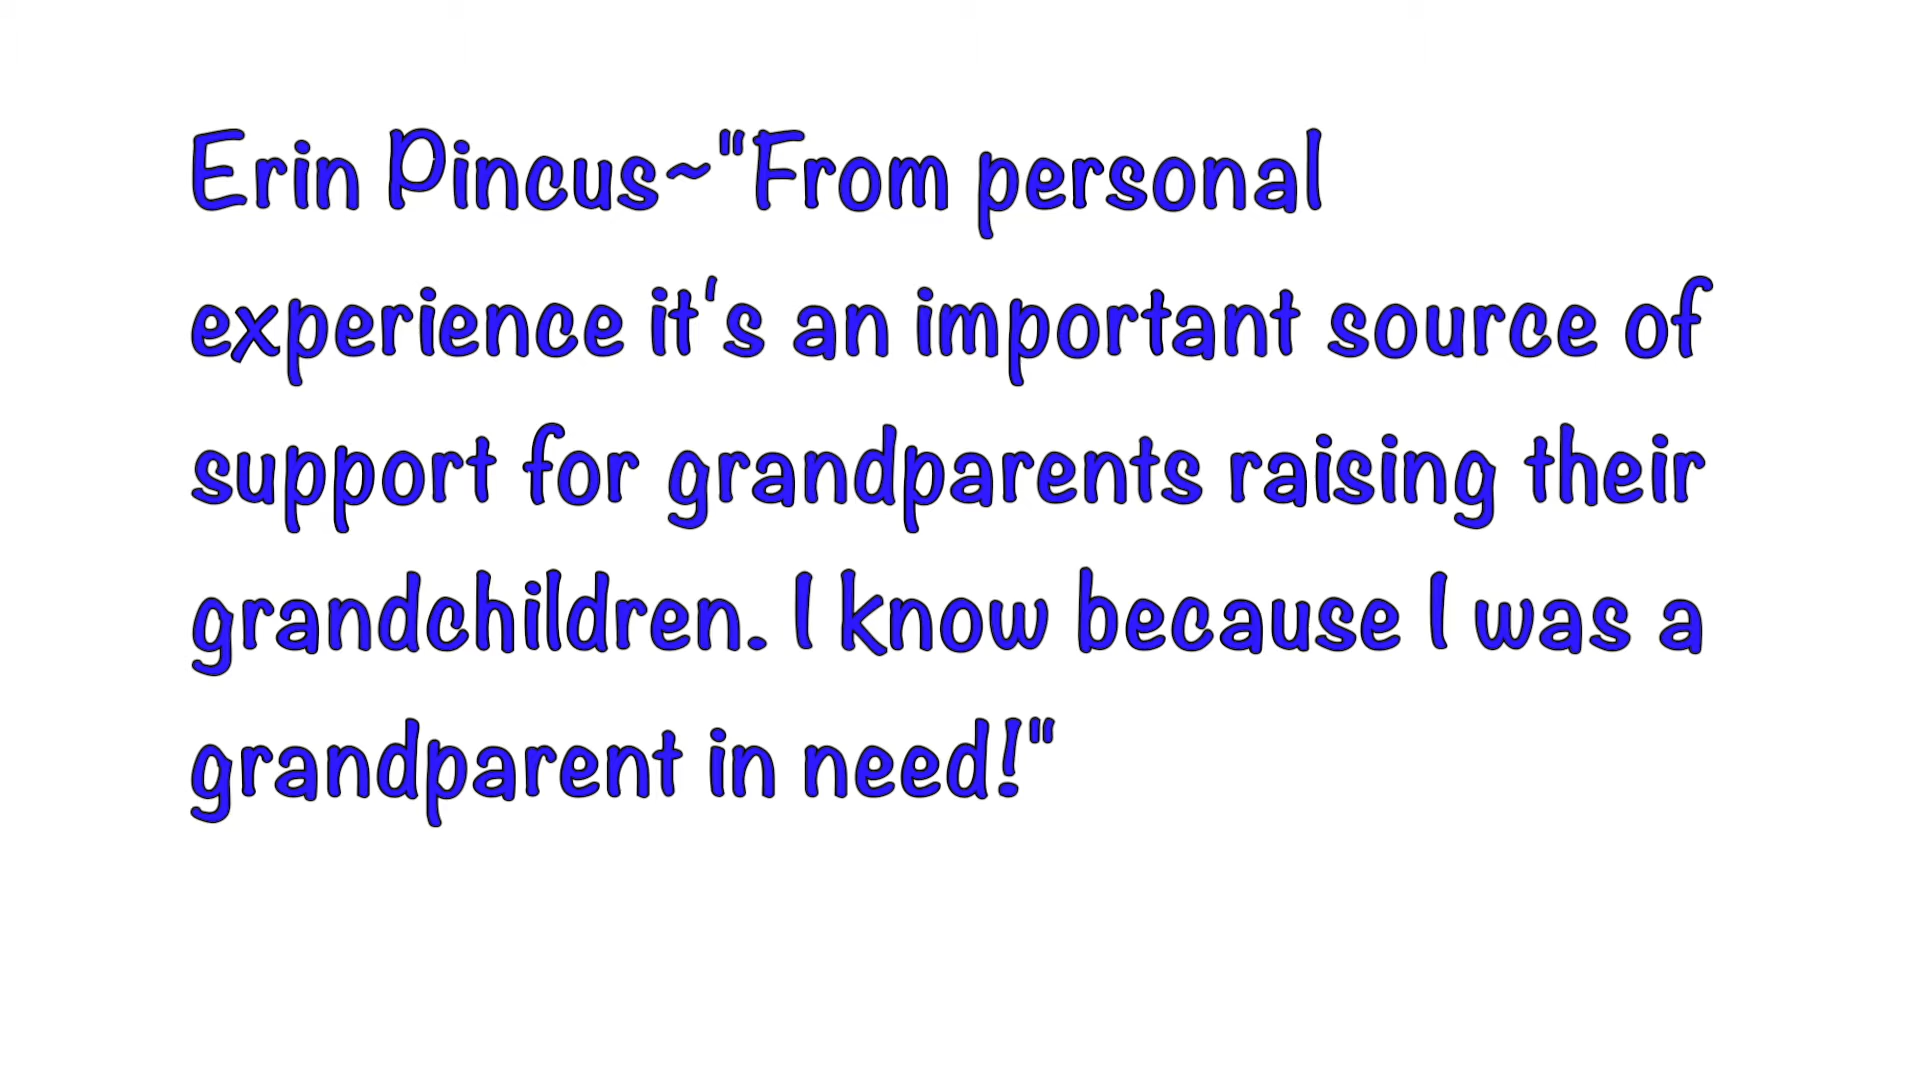 Erin Pincus~"From personal
experience it's an important source of
support for grandparents raising their
grandchildren. I know because I was a
grandparent in need!"